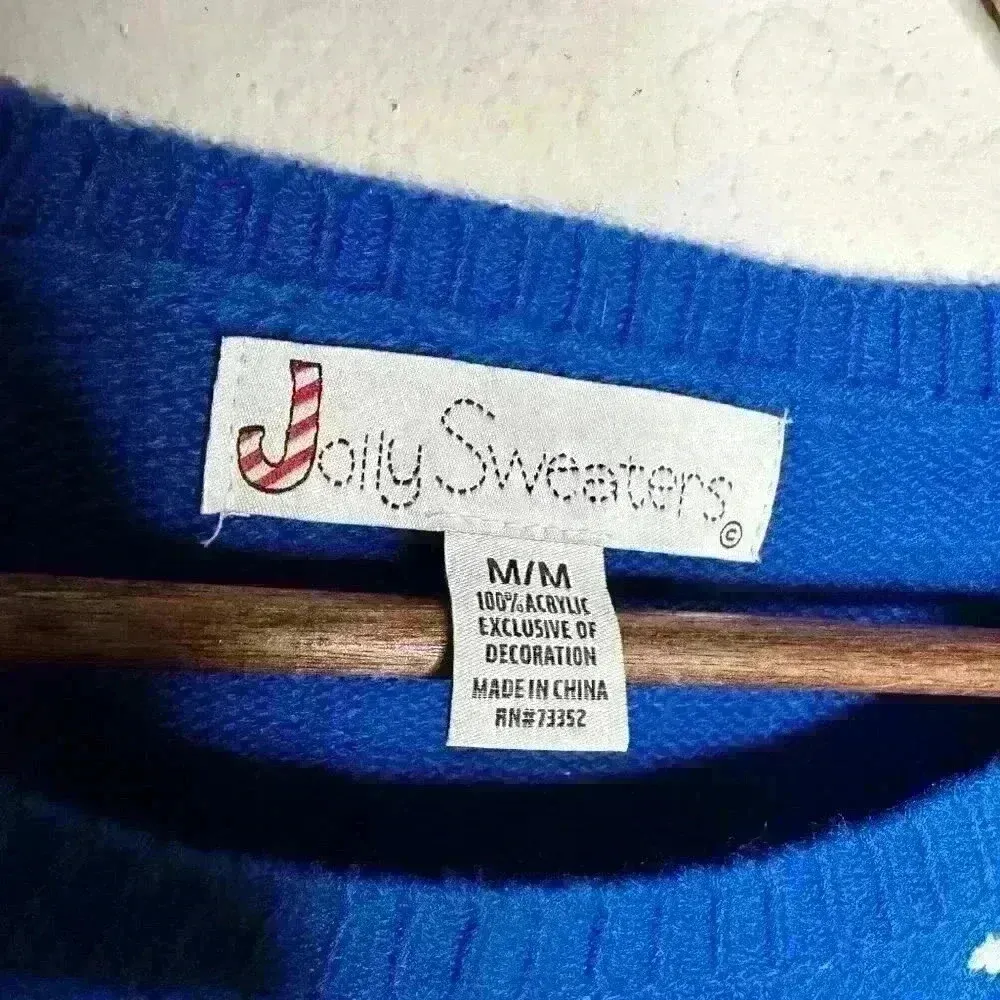 Jolly Sweaters ©
M/M
100% ACRYLIC
EXCLUSIVE OF
DECORATION
MADE IN CHINA
RN#73352